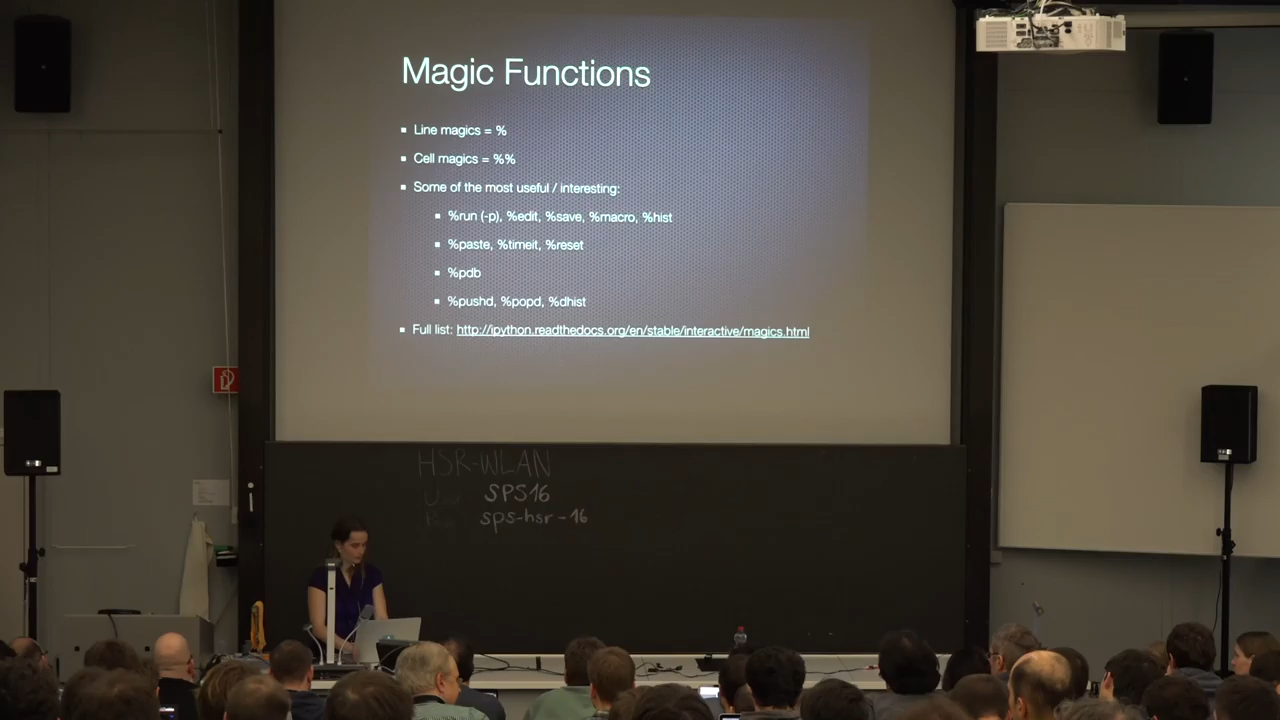 Magic Functions
Line magics = %
Cell magics = %%
Some of the most useful / interesting:
%run (-p), %edit, %save, %macro, %hist
%paste, %timeit, %reset
%pdb
%pushd, %popd, %dhist
Full list: http://ipython.readthedocs.org/en/stable/interactive/magics.html
HSR-WLAN
SPS16
sps-hsr-16